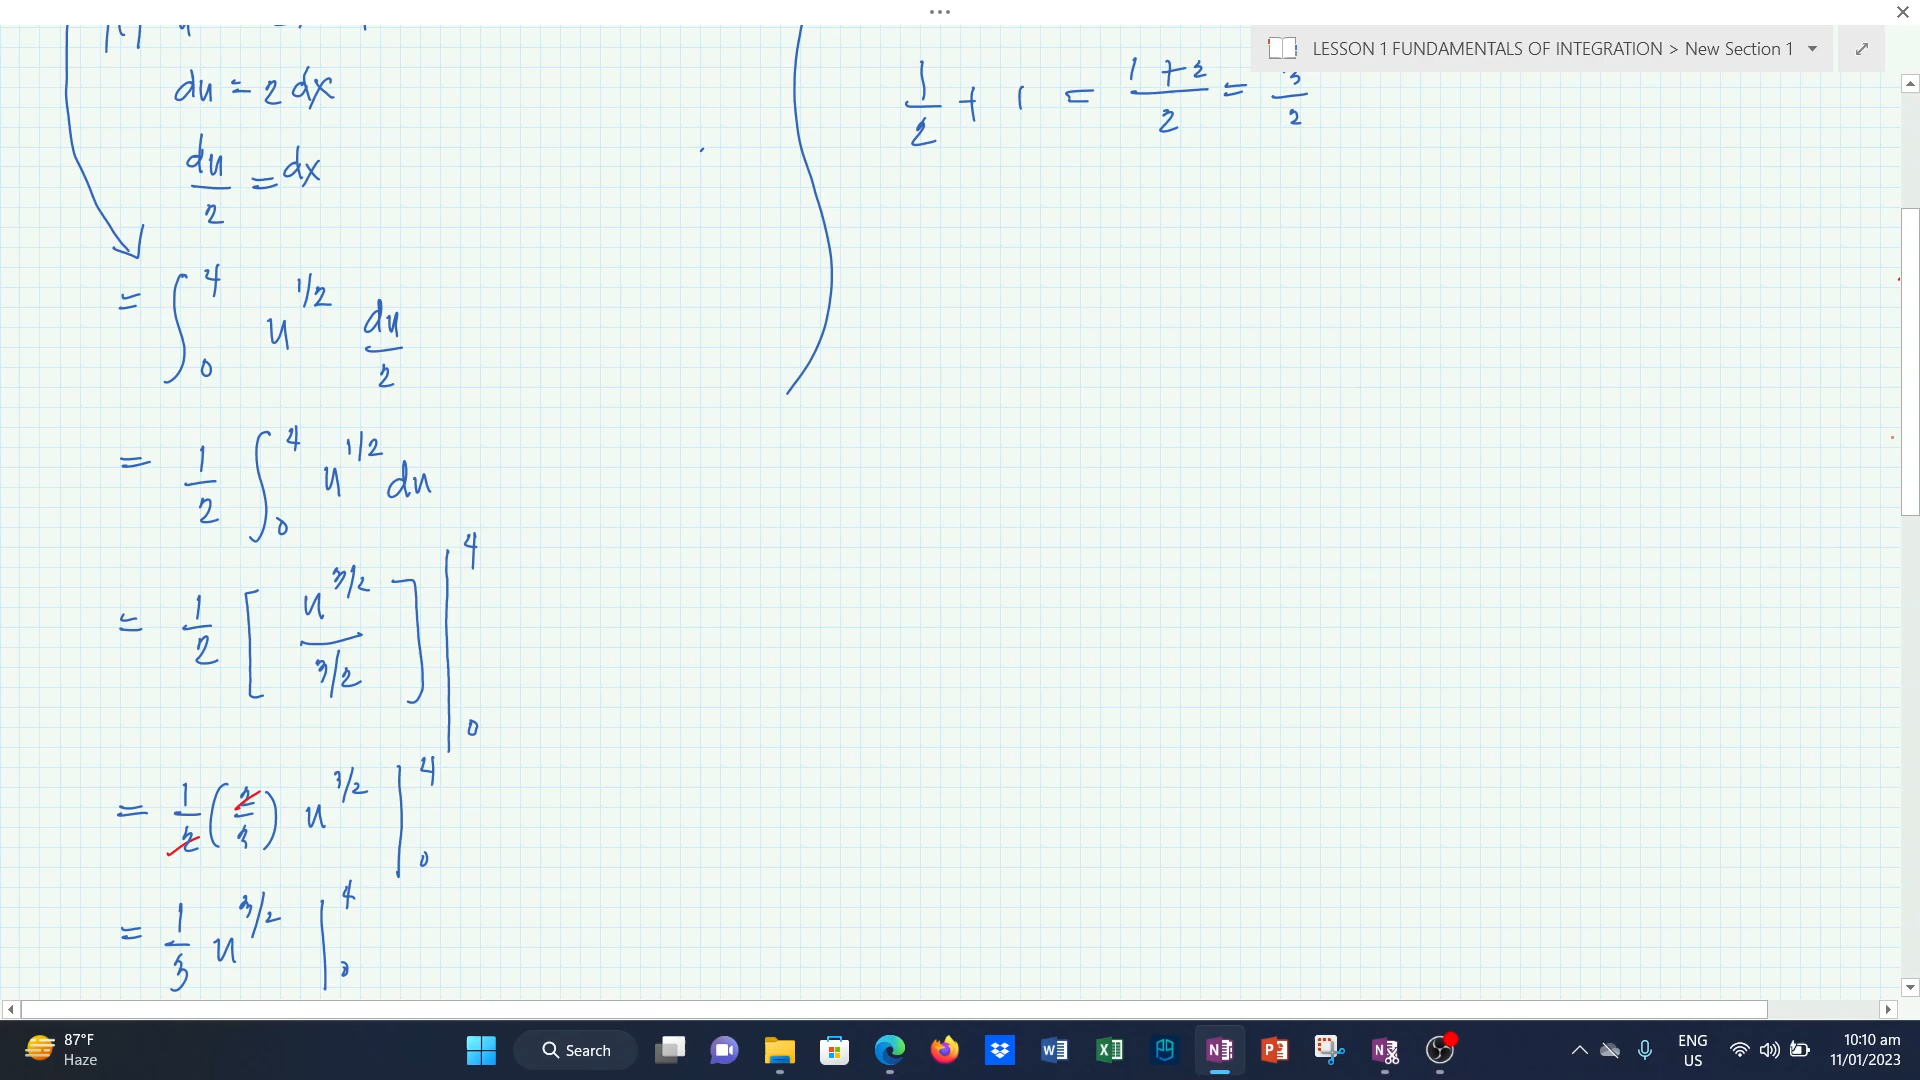 LESSON 1 FUNDAMENTALS OF INTEGRATION > New Section 1
du = 2 dx
du/2 = dx
= ∫₀⁴ u^1/2 du/2
= 1/2 ∫₀⁴ u^1/2 du
= 1/2 [ u^3/2 / 3/2 ] |₀⁴
= 1/2 (2/3) u^3/2 |₀⁴
= 1/3 u^3/2 |₀⁴
1/2 + 1 = 1+2/2 = 3/2
87°F
Haze
Search
ENG
US
10:10 am
11/01/2023